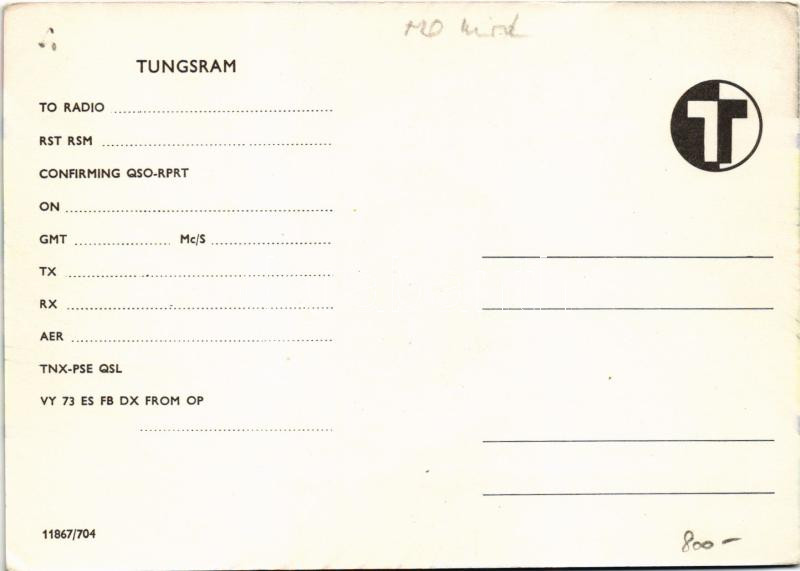 TUNGSRAM
TO RADIO
RST RSM
CONFIRMING QSO-RPRT
ON
GMT Mc/S
TX
RX
AER
TNX-PSE QSL
VY 73 ES FB DX FROM OP
11867/704
T
800-